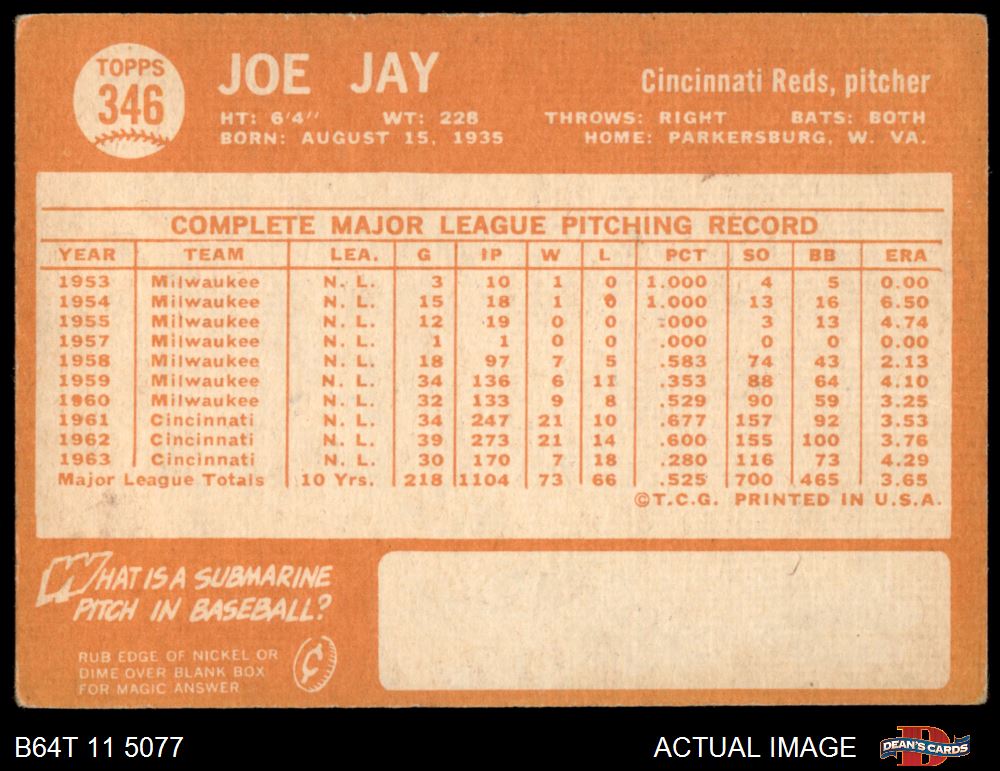 TOPPS
346
JOE JAY
Cincinnati Reds, pitcher
HT: 6'4" WT: 228 THROWS: RIGHT BATS: BOTH
BORN: AUGUST 15, 1935 HOME: PARKERSBURG, W. VA.
COMPLETE MAJOR LEAGUE PITCHING RECORD
YEAR TEAM LEA. G IP W L PCT SO BB ERA
1953 Milwaukee N. L. 3 10 1 0 1.000 4 5 0.00
1954 Milwaukee N. L. 15 18 1 0 1.000 13 16 6.50
1955 Milwaukee N. L. 12 19 0 0 .000 3 13 4.74
1957 Milwaukee N. L. 1 1 0 0 .000 0 0 0.00
1958 Milwaukee N. L. 18 97 7 5 .583 74 43 2.13
1959 Milwaukee N. L. 34 136 6 11 .353 88 64 4.10
1960 Milwaukee N. L. 32 133 9 8 .529 90 59 3.25
1961 Cincinnati N. L. 34 247 21 10 .677 157 92 3.53
1962 Cincinnati N. L. 39 273 21 14 .600 155 100 3.76
1963 Cincinnati N. L. 30 170 7 18 .280 116 73 4.29
Major League Totals 10 Yrs. 218 1104 73 66 .525 700 465 3.65
©T.C.G. PRINTED IN U.S.A.
WHAT IS A SUBMARINE
PITCH IN BASEBALL?
RUB EDGE OF NICKEL OR
DIME OVER BLANK BOX
FOR MAGIC ANSWER
¢
B64T 11 5077
ACTUAL IMAGE
DEAN'S CARDS